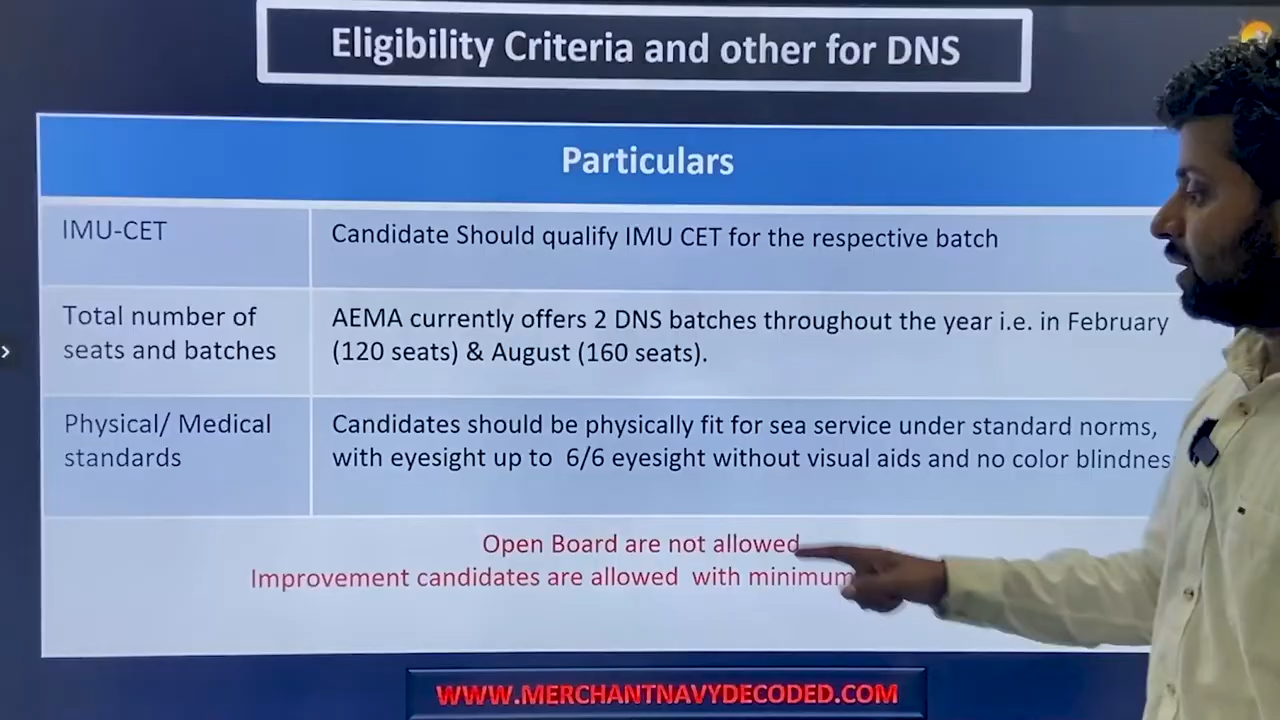 Eligibility Criteria and other for DNS
Particulars
IMU-CET
Candidate Should qualify IMU CET for the respective batch
Total number of
seats and batches
AEMA currently offers 2 DNS batches throughout the year i.e. in February
(120 seats) & August (160 seats).
Physical/ Medical
standards
Candidates should be physically fit for sea service under standard norms,
with eyesight up to 6/6 eyesight without visual aids and no color blindnes
Open Board are not allowed
Improvement candidates are allowed with minimum
WWW.MERCHANTNAVYDECODED.COM